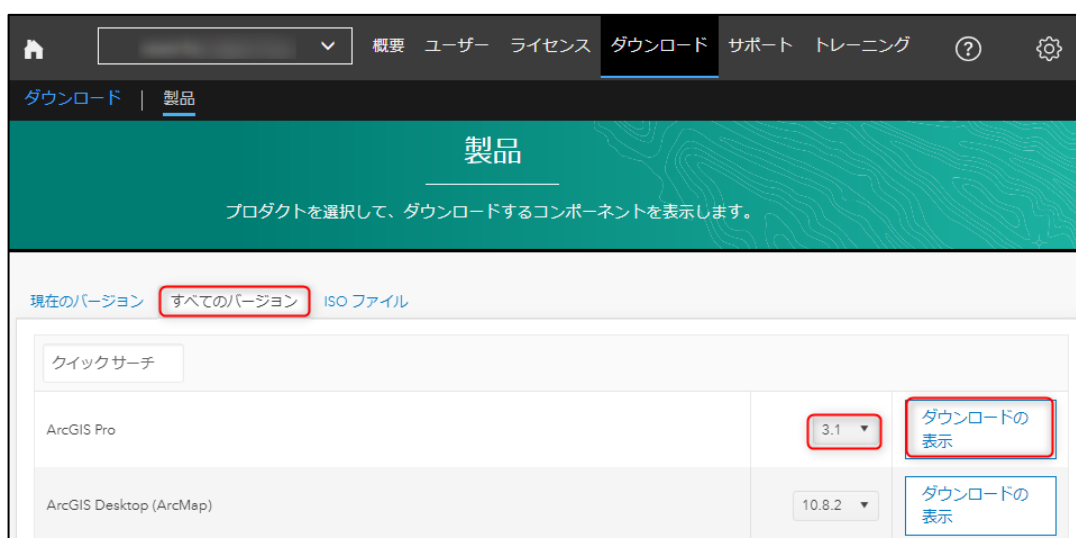 概要 ユーザー ライセンス ダウンロード サポート トレーニング ?
ダウンロード | 製品
製品
プロダクトを選択して、ダウンロードするコンポーネントを表示します。
現在のバージョン すべてのバージョン ISO ファイル
クイック サーチ
ArcGIS Pro 3.1 ダウンロードの
表示
ArcGIS Desktop (ArcMap) 10.8.2 ダウンロードの
表示